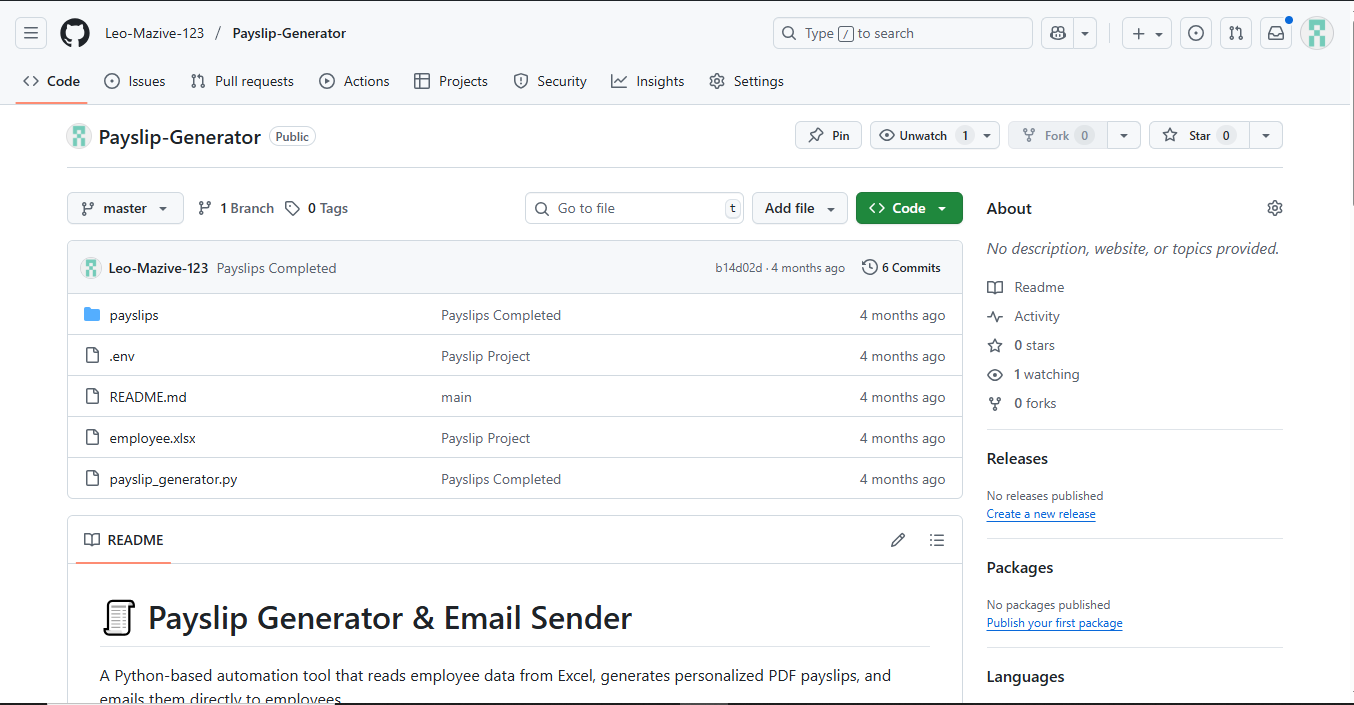 Leo-Mazive-123 / Payslip-Generator
Type / to search
Code Issues Pull requests Actions Projects Security Insights Settings
Payslip-Generator Public
Pin Unwatch 1 Fork 0 Star 0
master 1 Branch 0 Tags Go to file t Add file Code
Leo-Mazive-123 Payslips Completed b14d02d · 4 months ago 6 Commits
payslips Payslips Completed 4 months ago
.env Payslip Project 4 months ago
README.md main 4 months ago
employee.xlsx Payslip Project 4 months ago
payslip_generator.py Payslips Completed 4 months ago
README
Payslip Generator & Email Sender
A Python-based automation tool that reads employee data from Excel, generates personalized PDF payslips, and
emails them directly to employees
About
No description, website, or topics provided.
Readme
Activity
0 stars
1 watching
0 forks
Releases
No releases published
Create a new release
Packages
No packages published
Publish your first package
Languages